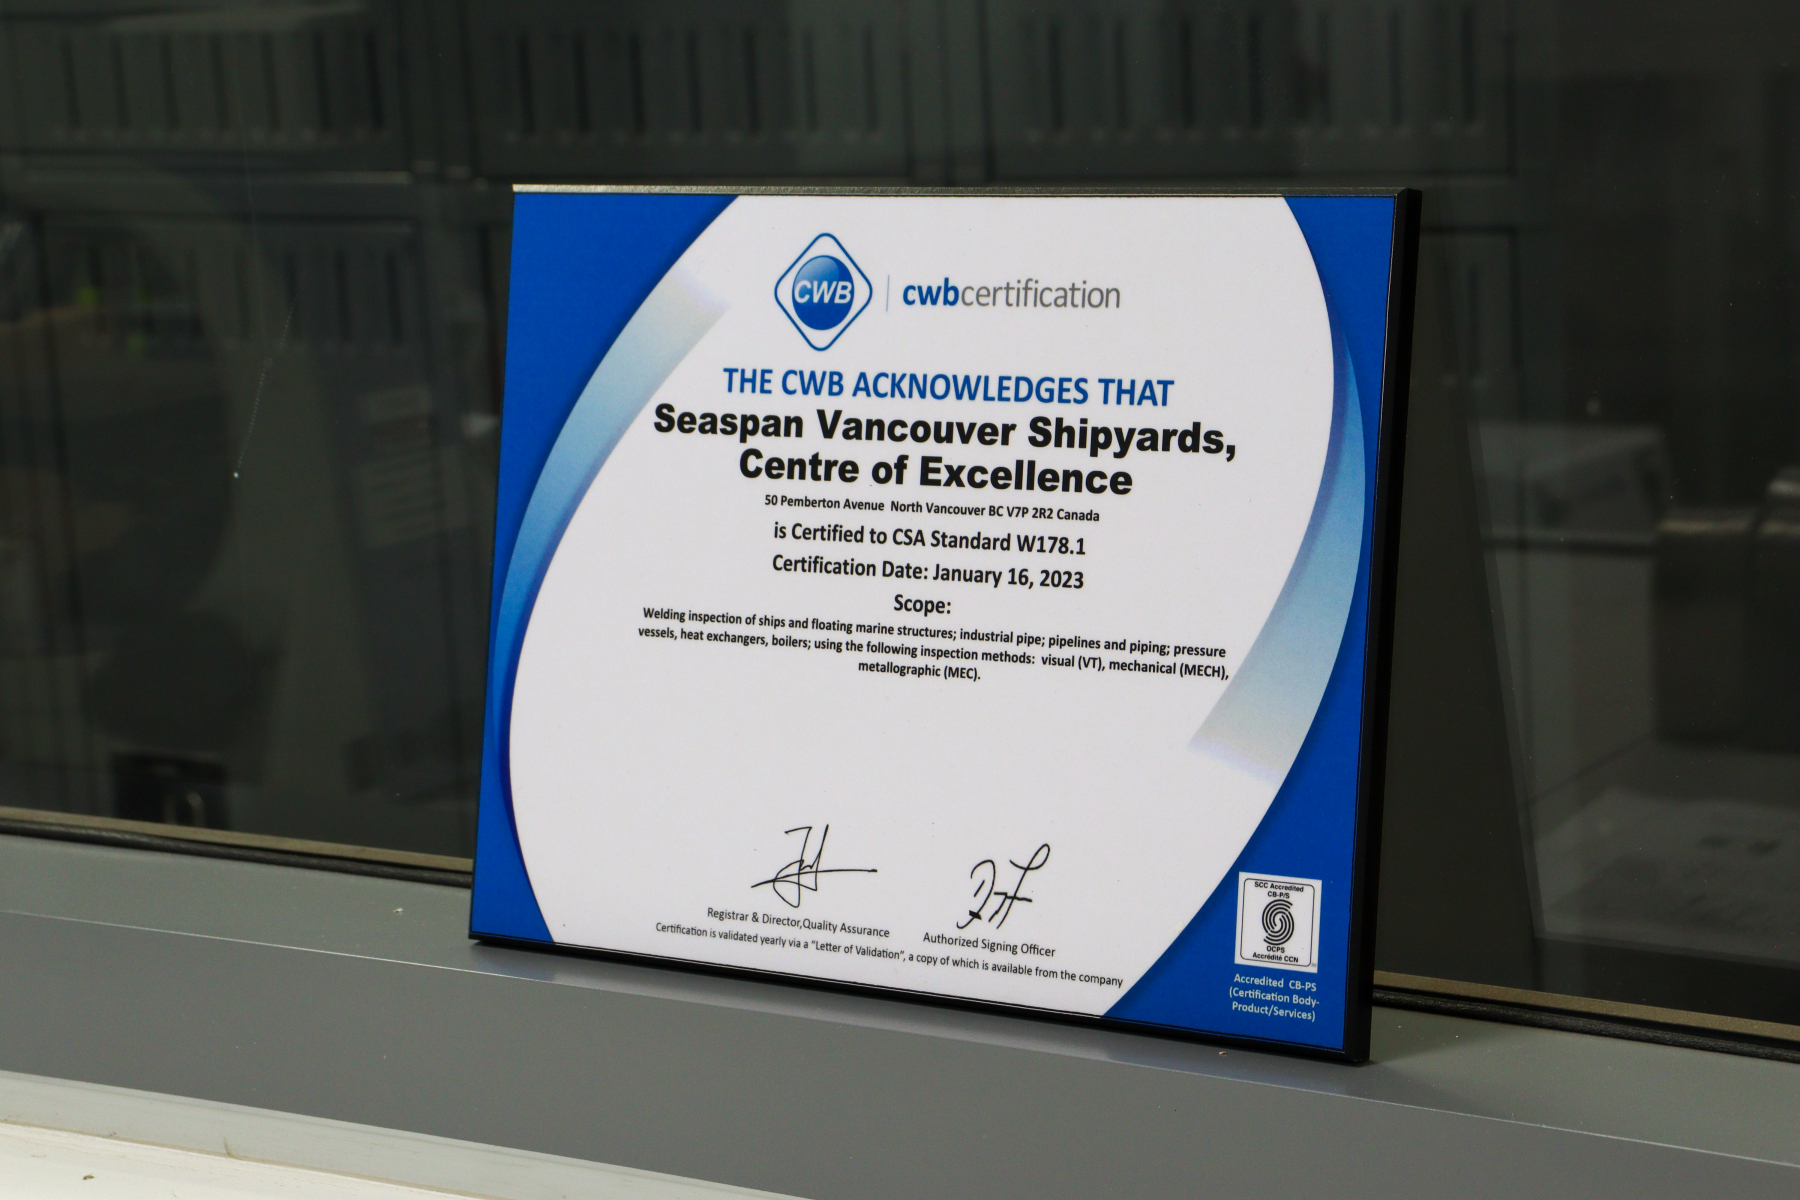 CWB
cwbcertification
THE CWB ACKNOWLEDGES THAT
Seaspan Vancouver Shipyards,
Centre of Excellence
50 Pemberton Avenue North Vancouver BC V7P 2R2 Canada
is Certified to CSA Standard W178.1
Certification Date: January 16, 2023
Scope:
Welding inspection of ships and floating marine structures; industrial pipe; pipelines and piping; pressure
vessels, heat exchangers, boilers; using the following inspection methods: visual (VT), mechanical (MECH),
metallographic (MEC).
Registrar & Director,Quality Assurance
Authorized Signing Officer
Certification is validated yearly via a "Letter of Validation", a copy of which is available from the company
SCC Accredited
CB-P/S
OCPS
Accrédité CCN
Accredited CB-PS
(Certification Body-
Product/Services)